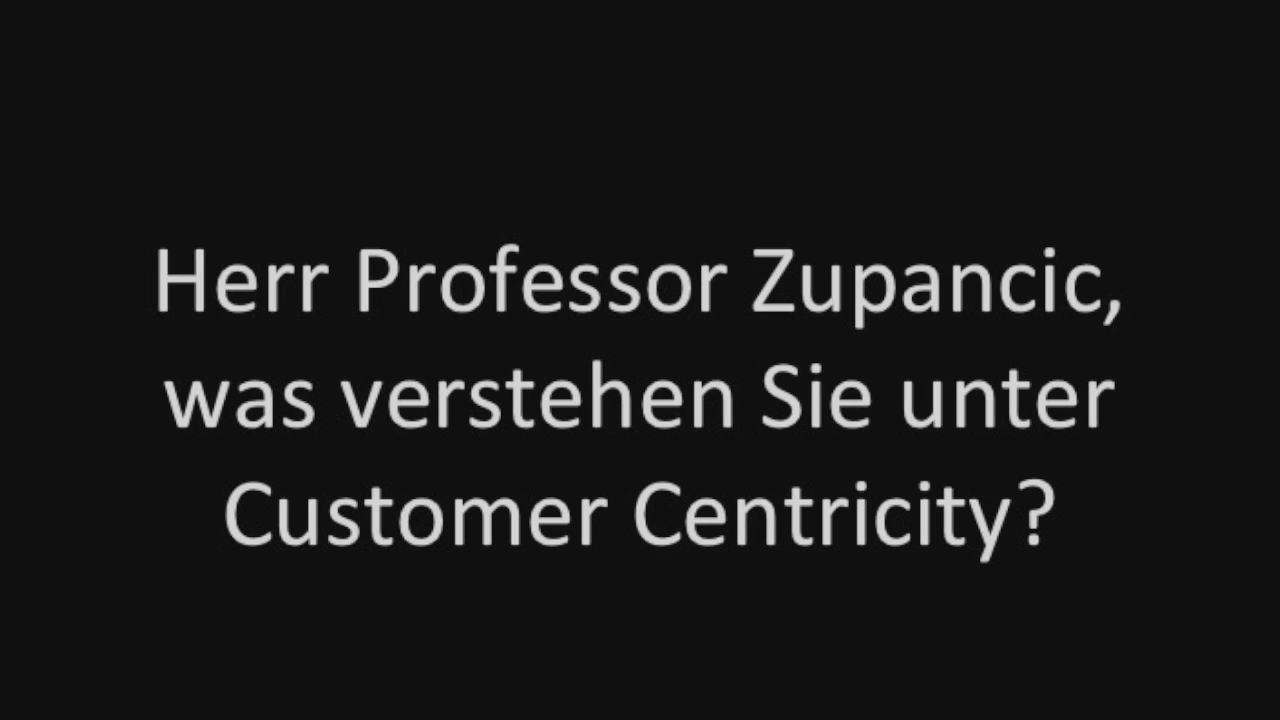 Herr Professor Zupancic,
was verstehen Sie unter
Customer Centricity?